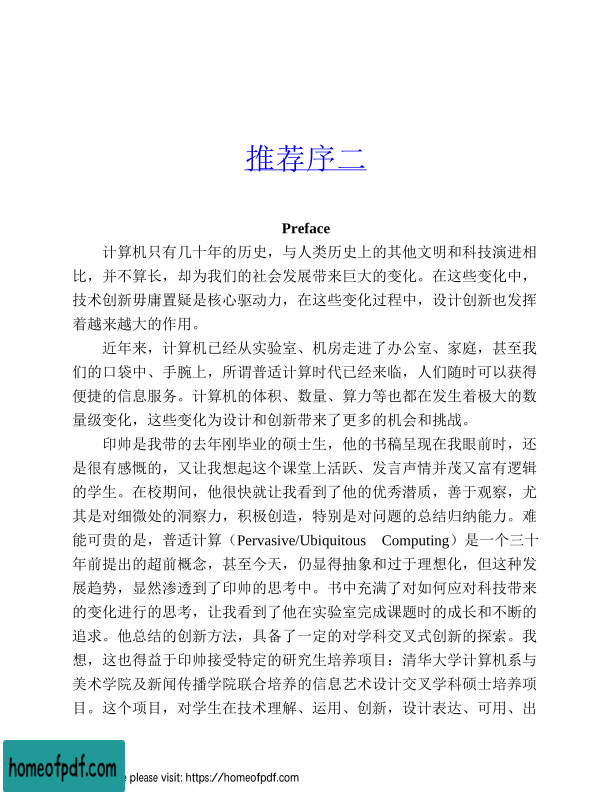 推荐序二
Preface
计算机只有几十年的历史，与人类历史上的其他文明和科技演进相
比，并不算长，却为我们的社会发展带来巨大的变化。在这些变化中，
技术创新毋庸置疑是核心驱动力，在这些变化过程中，设计创新也发挥
着越来越大的作用。
近年来，计算机已经从实验室、机房走进了办公室、家庭，甚至我
们的口袋中、手腕上，所谓普适计算时代已经来临，人们随时可以获得
便捷的信息服务。计算机的体积、数量、算力等也都在发生着极大的数
量级变化，这些变化为设计和创新带来了更多的机会和挑战。
印帅是我带的去年刚毕业的硕士生，他的书稿呈现在我眼前时，还
是很有感慨的，又让我想起这个课堂上活跃、发言声情并茂又富有逻辑
的学生。在校期间，他很快就让我看到了他的优秀潜质，善于观察，尤
其是对细微处的洞察力，积极创造，特别是对问题的总结归纳能力。难
能可贵的是，普适计算（Pervasive/Ubiquitous Computing）是一个三十
年前提出的超前概念，甚至今天，仍显得抽象和过于理想化，但这种发
展趋势，显然渗透到了印帅的思考中。书中充满了对如何应对科技带来
的变化进行的思考，让我看到了他在实验室完成课题时的成长和不断的
追求。他总结的创新方法，具备了一定的对学科交叉式创新的探索。我
想，这也得益于印帅接受特定的研究生培养项目：清华大学计算机系与
美术学院及新闻传播学院联合培养的信息艺术设计交叉学科硕士培养项
目。这个项目，对学生在技术理解、运用、创新，设计表达、可用、出
homeofpdf.com
e please visit: https://homeofpdf.com